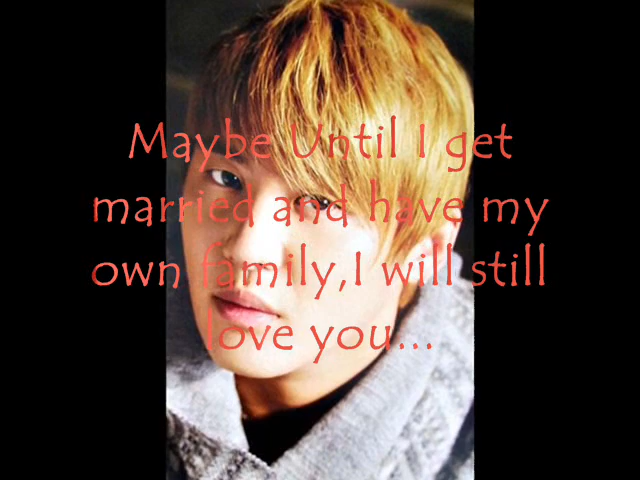 Maybe Until I get
married and have my
own family,I will still
love you...